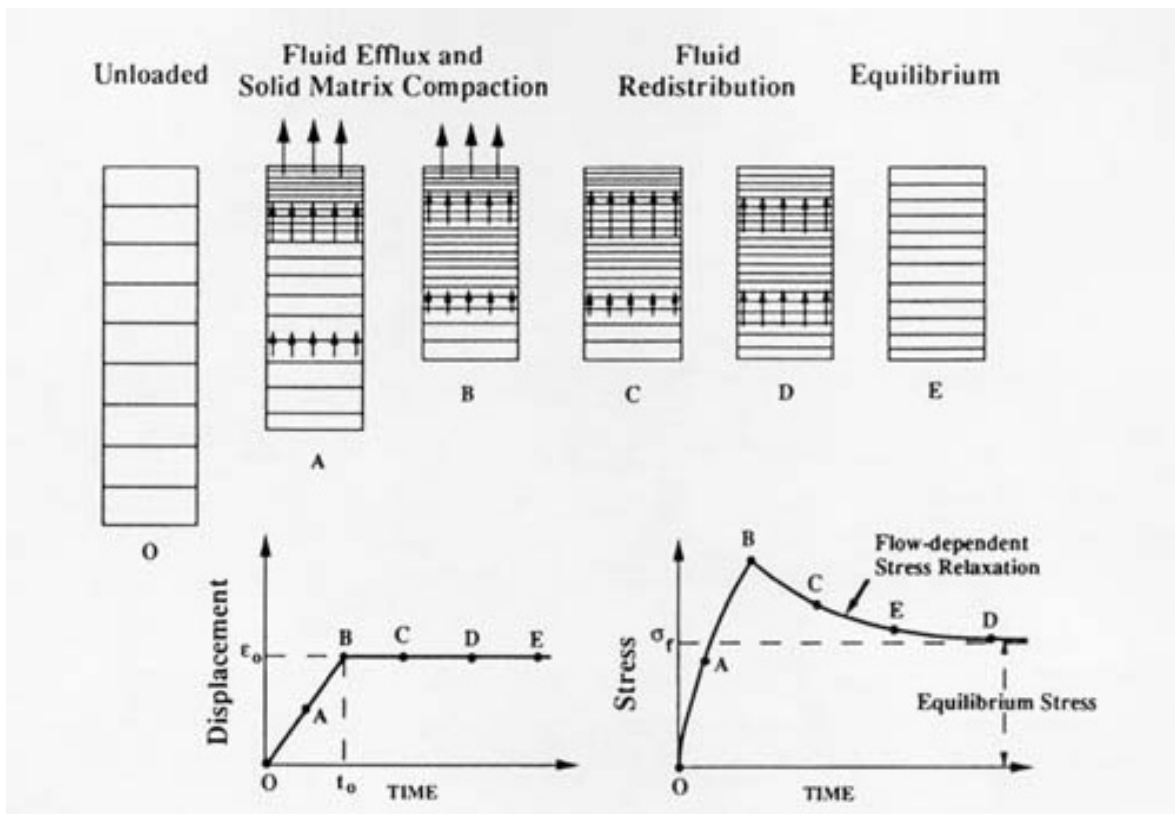 Unloaded
Fluid Efflux and
Solid Matrix Compaction
Fluid
Redistribution
Equilibrium
O
A
B
C
D
E
Displacement
ε₀
O
A
B
C
D
E
t₀
TIME
Stress
σf
O
A
B
C
E
D
Flow-dependent
Stress Relaxation
Equilibrium Stress
TIME